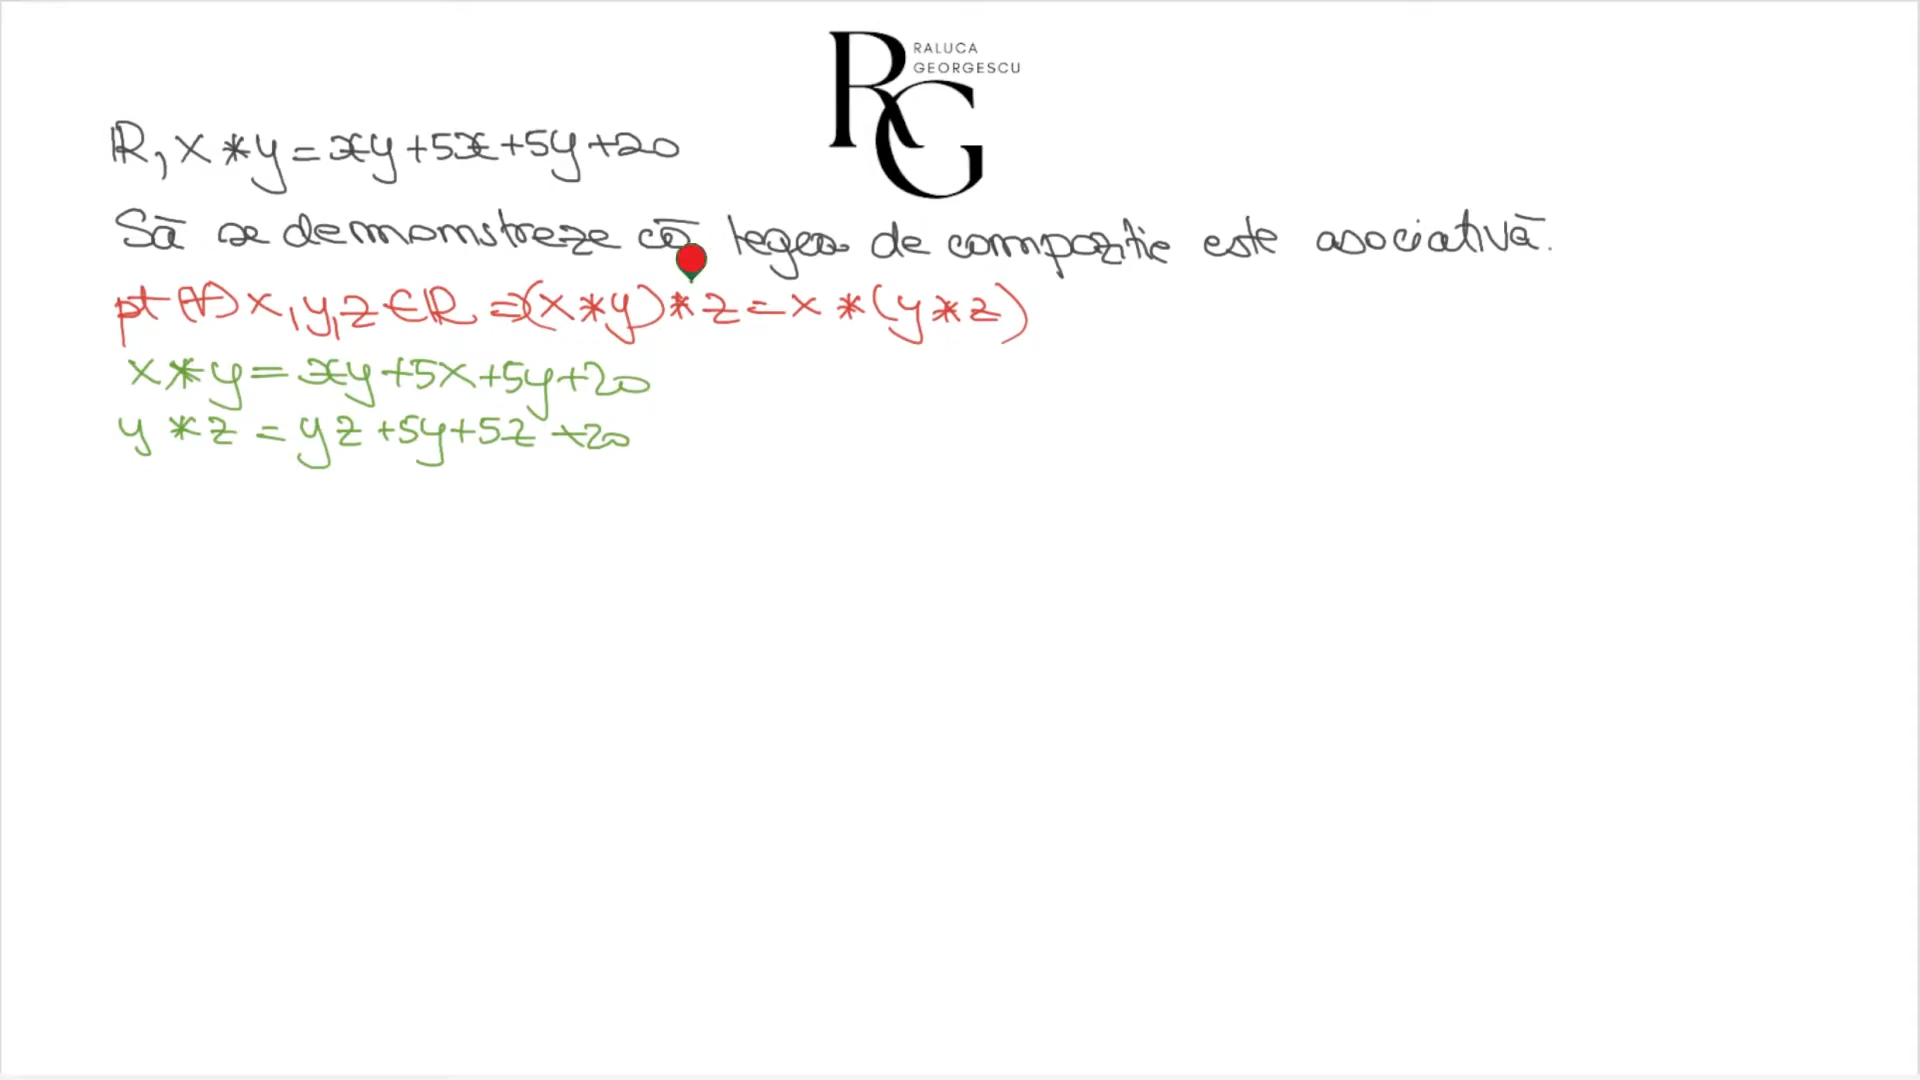 RALUCA
GEORGESCU
RG
ℝ, x * y = xy + 5x + 5y + 20
Să se demonstreze că legea de compoziție este asociativă.
pt (∀) x, y, z ∈ ℝ ⇒ (x * y) * z = x * (y * z)
x * y = xy + 5x + 5y + 20
y * z = yz + 5y + 5z + 20